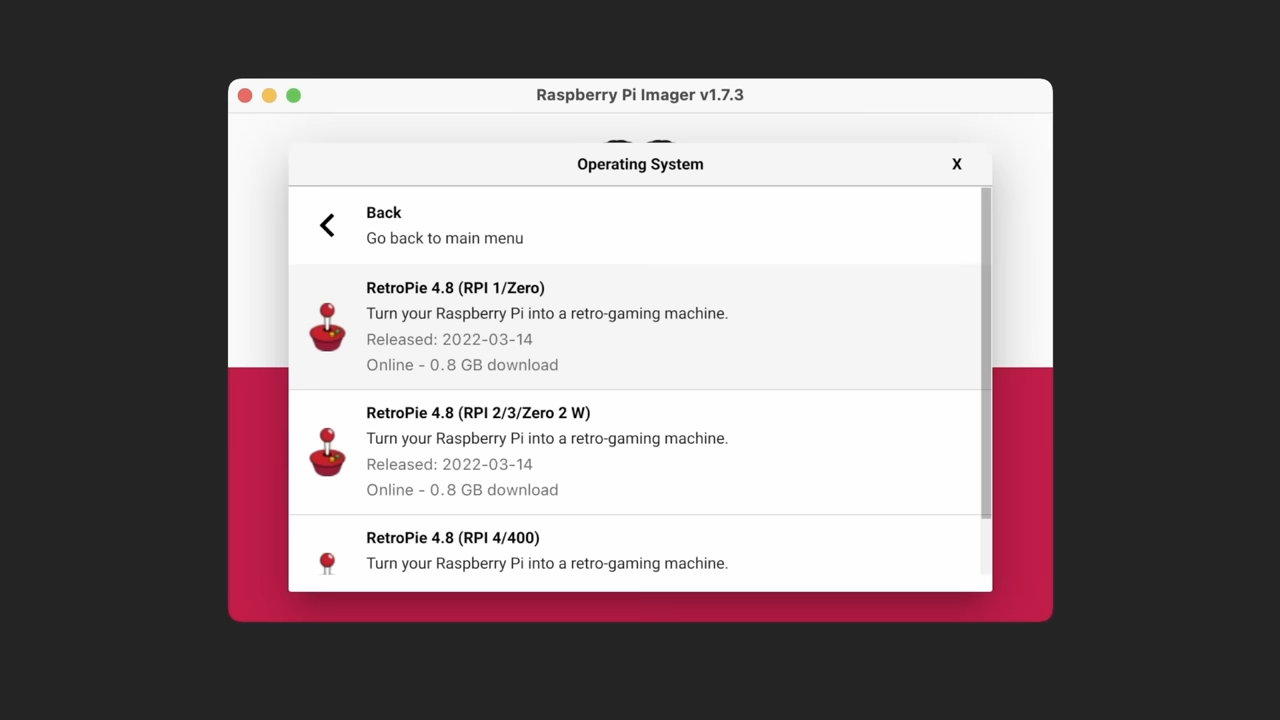 Raspberry Pi Imager v1.7.3
Operating System
X
Back
Go back to main menu
RetroPie 4.8 (RPI 1/Zero)
Turn your Raspberry Pi into a retro-gaming machine.
Released: 2022-03-14
Online - 0.8 GB download
RetroPie 4.8 (RPI 2/3/Zero 2 W)
Turn your Raspberry Pi into a retro-gaming machine.
Released: 2022-03-14
Online - 0.8 GB download
RetroPie 4.8 (RPI 4/400)
Turn your Raspberry Pi into a retro-gaming machine.